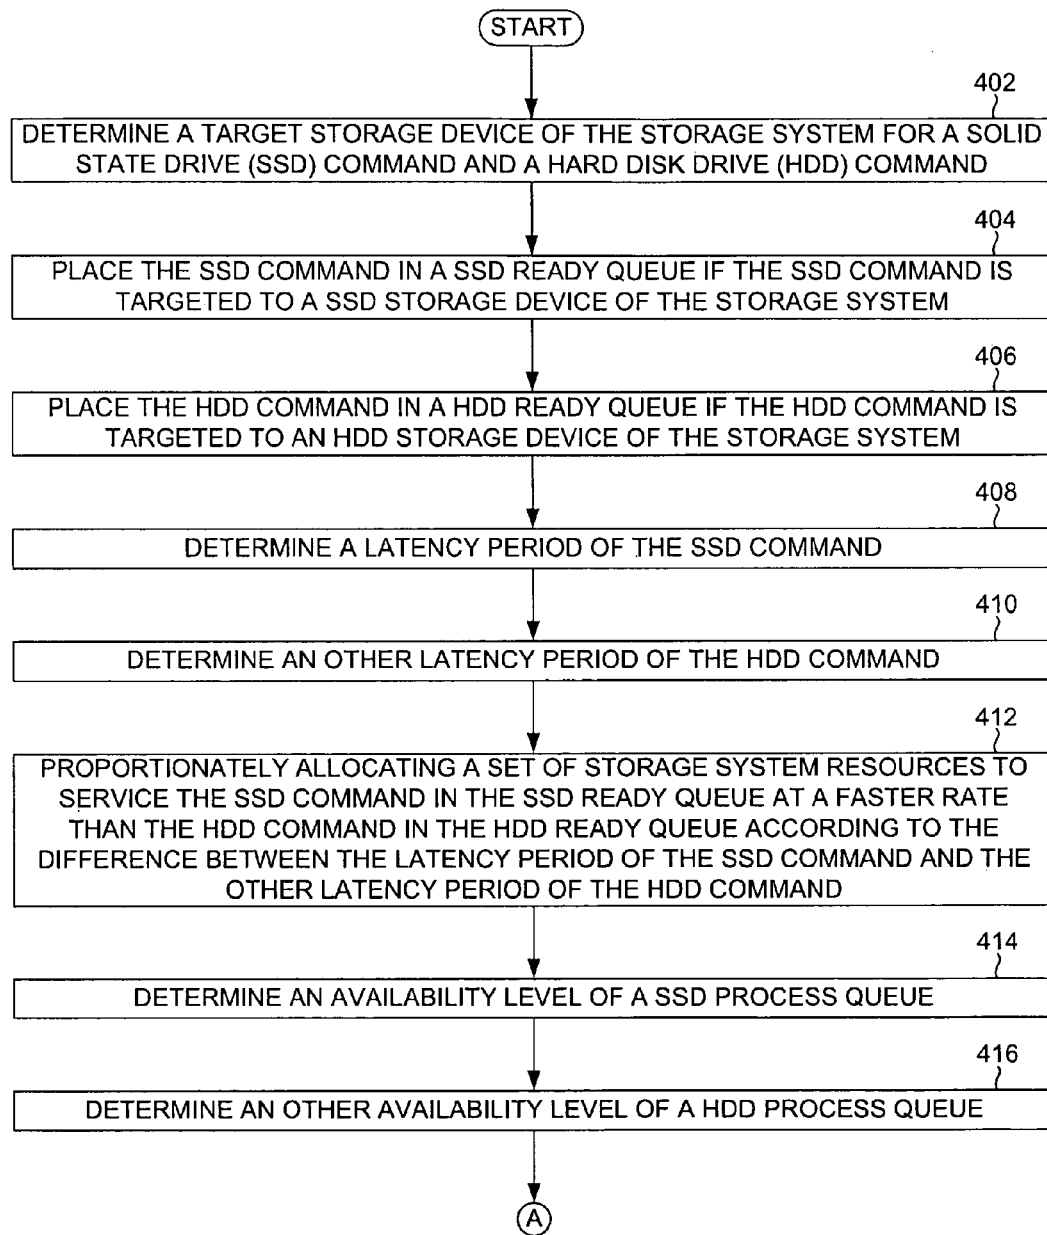 START
402
DETERMINE A TARGET STORAGE DEVICE OF THE STORAGE SYSTEM FOR A SOLID
STATE DRIVE (SSD) COMMAND AND A HARD DISK DRIVE (HDD) COMMAND
404
PLACE THE SSD COMMAND IN A SSD READY QUEUE IF THE SSD COMMAND IS
TARGETED TO A SSD STORAGE DEVICE OF THE STORAGE SYSTEM
406
PLACE THE HDD COMMAND IN A HDD READY QUEUE IF THE HDD COMMAND IS
TARGETED TO AN HDD STORAGE DEVICE OF THE STORAGE SYSTEM
408
DETERMINE A LATENCY PERIOD OF THE SSD COMMAND
410
DETERMINE AN OTHER LATENCY PERIOD OF THE HDD COMMAND
412
PROPORTIONATELY ALLOCATING A SET OF STORAGE SYSTEM RESOURCES TO
SERVICE THE SSD COMMAND IN THE SSD READY QUEUE AT A FASTER RATE
THAN THE HDD COMMAND IN THE HDD READY QUEUE ACCORDING TO THE
DIFFERENCE BETWEEN THE LATENCY PERIOD OF THE SSD COMMAND AND THE
OTHER LATENCY PERIOD OF THE HDD COMMAND
414
DETERMINE AN AVAILABILITY LEVEL OF A SSD PROCESS QUEUE
416
DETERMINE AN OTHER AVAILABILITY LEVEL OF A HDD PROCESS QUEUE
A